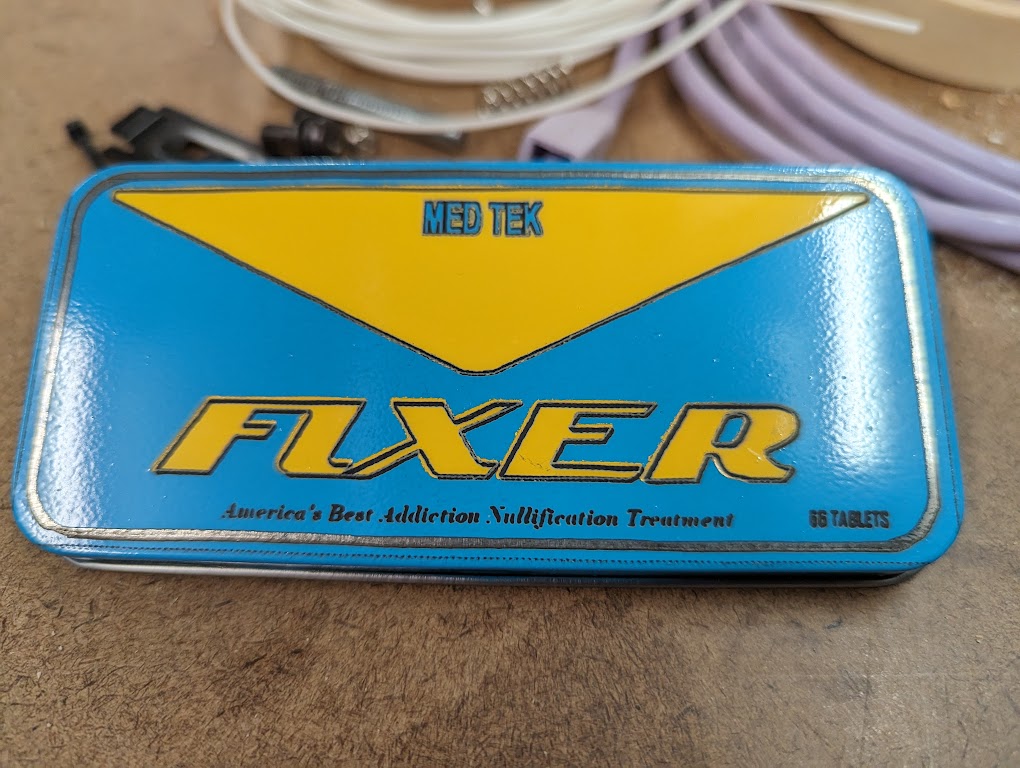 MED TEK
FIXER
America's Best Addiction Nullification Treatment
66 TABLETS